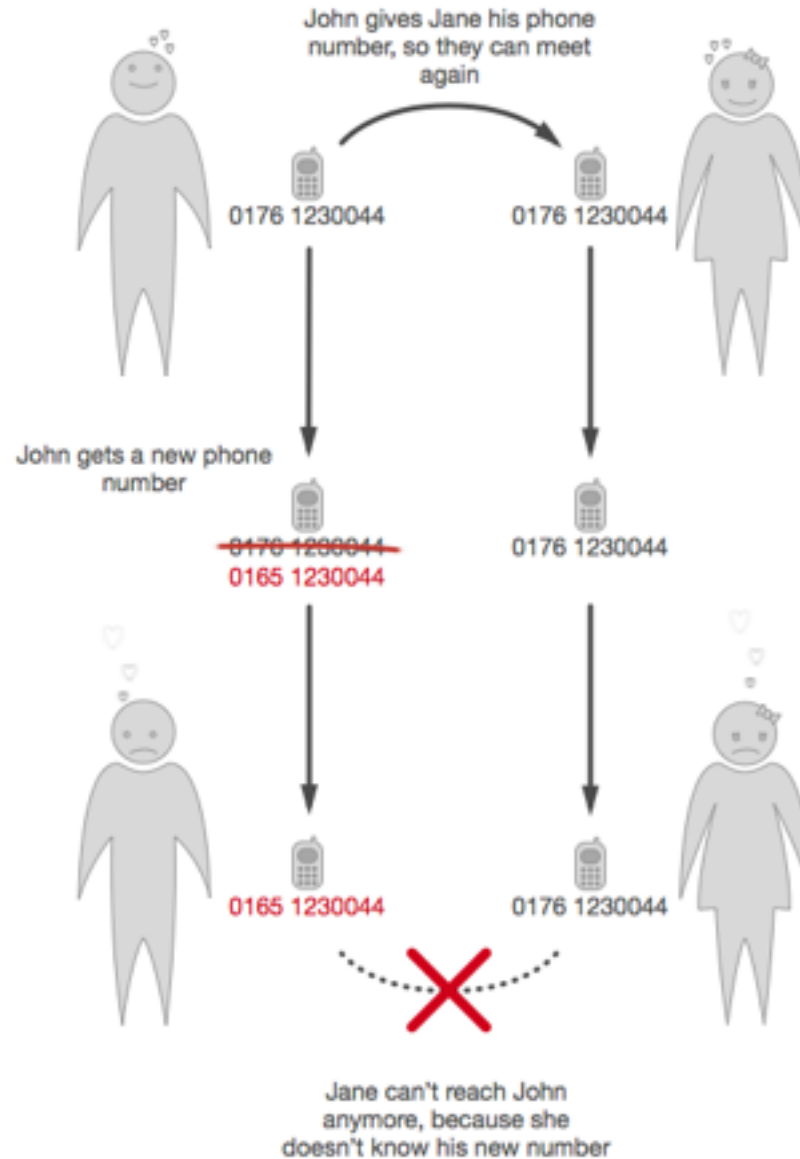 John gives Jane his phone
number, so they can meet
again
0176 1230044
0176 1230044
John gets a new phone
number
0176 1230044
0165 1230044
0176 1230044
0165 1230044
0176 1230044
Jane can't reach John
anymore, because she
doesn't know his new number